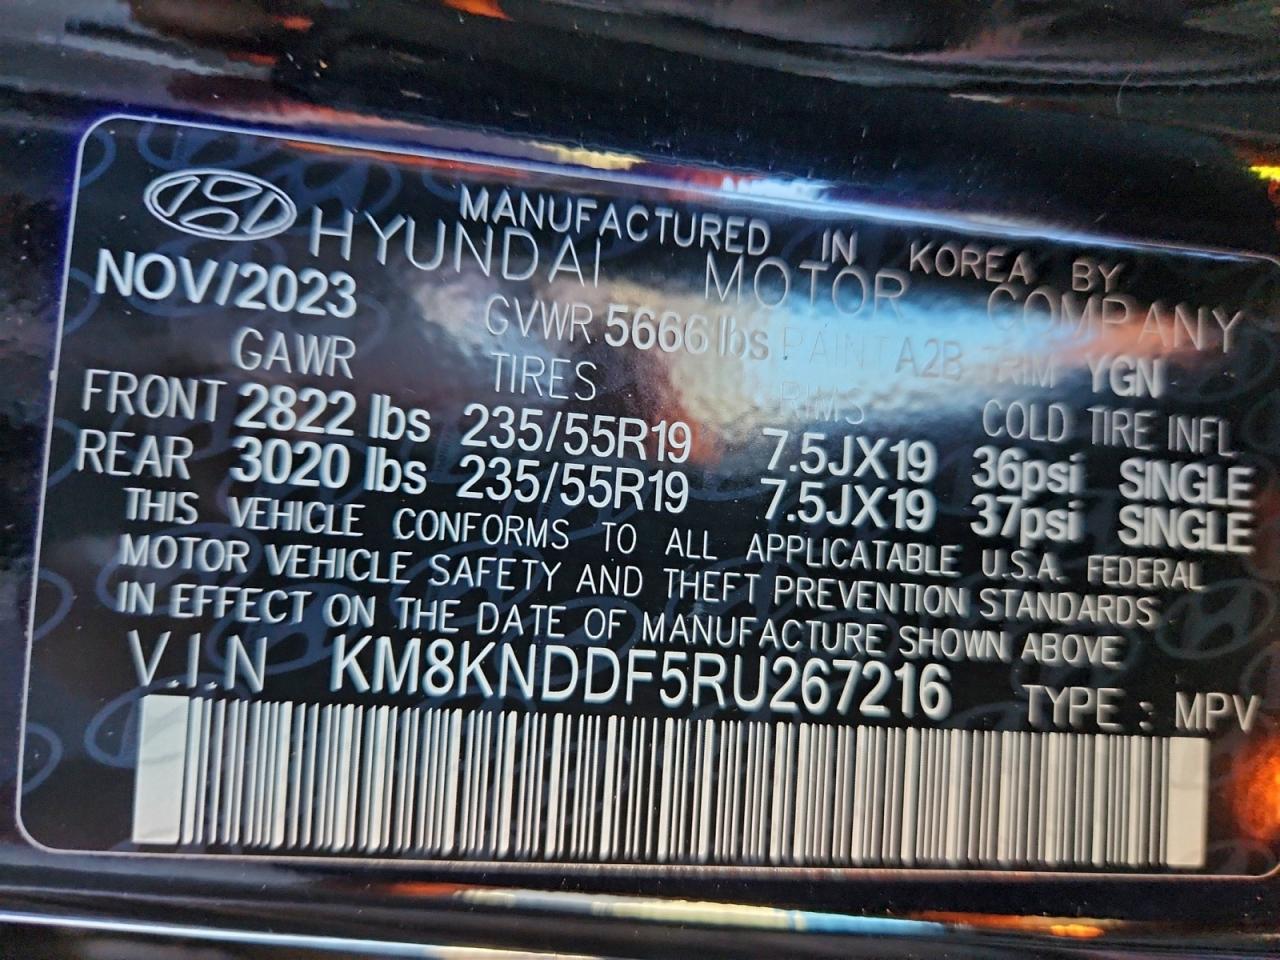 MANUFACTURED IN KOREA BY
HYUNDAI MOTOR COMPANY
NOV/2023 GVWR 5666 lbs PAINT A2B TRIM YGN
GAWR TIRES RIMS COLD TIRE INFL.
FRONT 2822 lbs 235/55R19 7.5JX19 36psi SINGLE
REAR 3020 lbs 235/55R19 7.5JX19 37psi SINGLE
THIS VEHICLE CONFORMS TO ALL APPLICATABLE U.S.A. FEDERAL
MOTOR VEHICLE SAFETY AND THEFT PREVENTION STANDARDS
IN EFFECT ON THE DATE OF MANUFACTURE SHOWN ABOVE
V.I.N KM8KNDDF5RU267216 TYPE : MPV